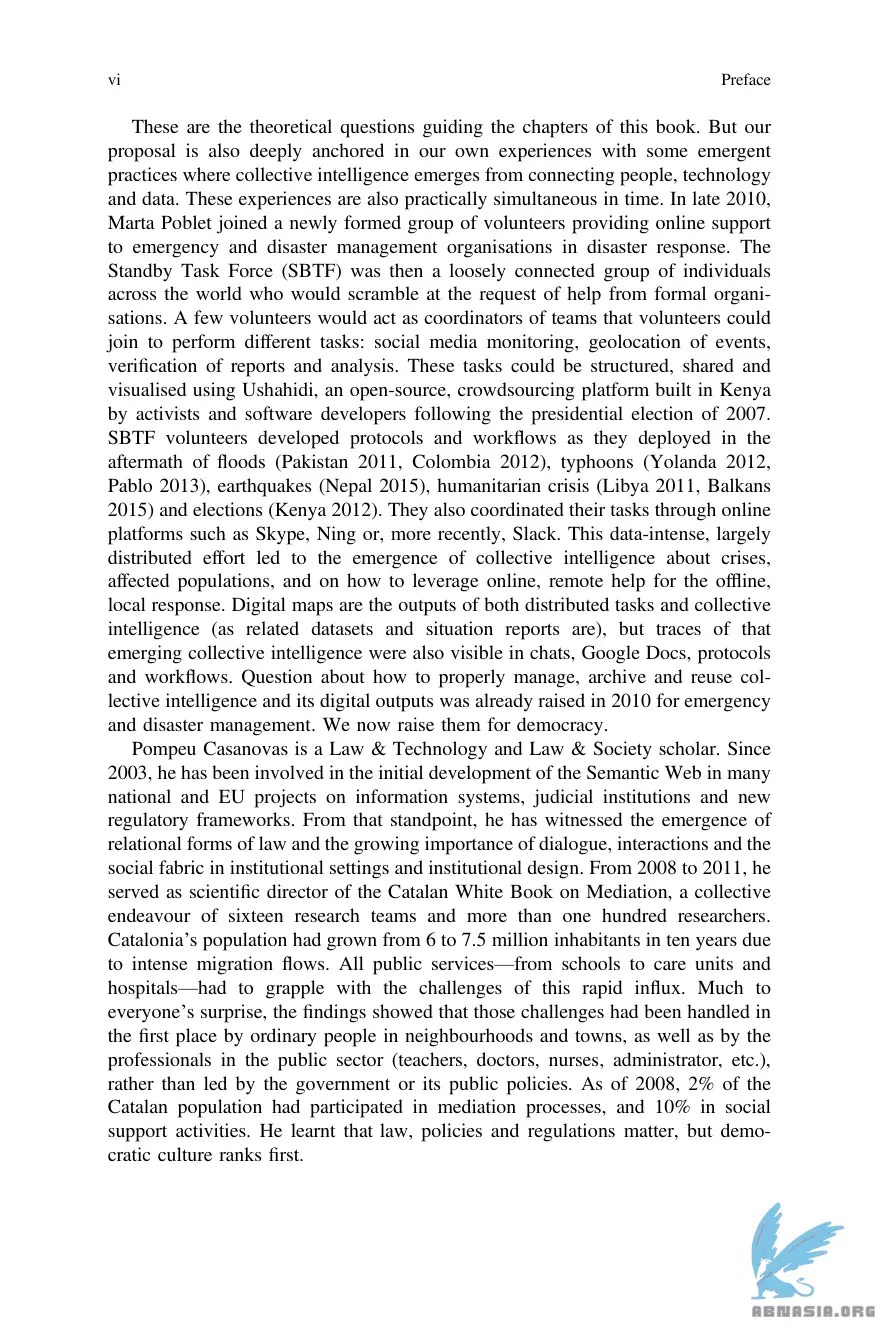 vi Preface
These are the theoretical questions guiding the chapters of this book. But our
proposal is also deeply anchored in our own experiences with some emergent
practices where collective intelligence emerges from connecting people, technology
and data. These experiences are also practically simultaneous in time. In late 2010,
Marta Poblet joined a newly formed group of volunteers providing online support
to emergency and disaster management organisations in disaster response. The
Standby Task Force (SBTF) was then a loosely connected group of individuals
across the world who would scramble at the request of help from formal organi-
sations. A few volunteers would act as coordinators of teams that volunteers could
join to perform different tasks: social media monitoring, geolocation of events,
verification of reports and analysis. These tasks could be structured, shared and
visualised using Ushahidi, an open-source, crowdsourcing platform built in Kenya
by activists and software developers following the presidential election of 2007.
SBTF volunteers developed protocols and workflows as they deployed in the
aftermath of floods (Pakistan 2011, Colombia 2012), typhoons (Yolanda 2012,
Pablo 2013), earthquakes (Nepal 2015), humanitarian crisis (Libya 2011, Balkans
2015) and elections (Kenya 2012). They also coordinated their tasks through online
platforms such as Skype, Ning or, more recently, Slack. This data-intense, largely
distributed effort led to the emergence of collective intelligence about crises,
affected populations, and on how to leverage online, remote help for the offline,
local response. Digital maps are the outputs of both distributed tasks and collective
intelligence (as related datasets and situation reports are), but traces of that
emerging collective intelligence were also visible in chats, Google Docs, protocols
and workflows. Question about how to properly manage, archive and reuse col-
lective intelligence and its digital outputs was already raised in 2010 for emergency
and disaster management. We now raise them for democracy.
Pompeu Casanovas is a Law & Technology and Law & Society scholar. Since
2003, he has been involved in the initial development of the Semantic Web in many
national and EU projects on information systems, judicial institutions and new
regulatory frameworks. From that standpoint, he has witnessed the emergence of
relational forms of law and the growing importance of dialogue, interactions and the
social fabric in institutional settings and institutional design. From 2008 to 2011, he
served as scientific director of the Catalan White Book on Mediation, a collective
endeavour of sixteen research teams and more than one hundred researchers.
Catalonia’s population had grown from 6 to 7.5 million inhabitants in ten years due
to intense migration flows. All public services—from schools to care units and
hospitals—had to grapple with the challenges of this rapid influx. Much to
everyone’s surprise, the findings showed that those challenges had been handled in
the first place by ordinary people in neighbourhoods and towns, as well as by the
professionals in the public sector (teachers, doctors, nurses, administrator, etc.),
rather than led by the government or its public policies. As of 2008, 2% of the
Catalan population had participated in mediation processes, and 10% in social
support activities. He learnt that law, policies and regulations matter, but demo-
cratic culture ranks first.
ABNASIA.ORG